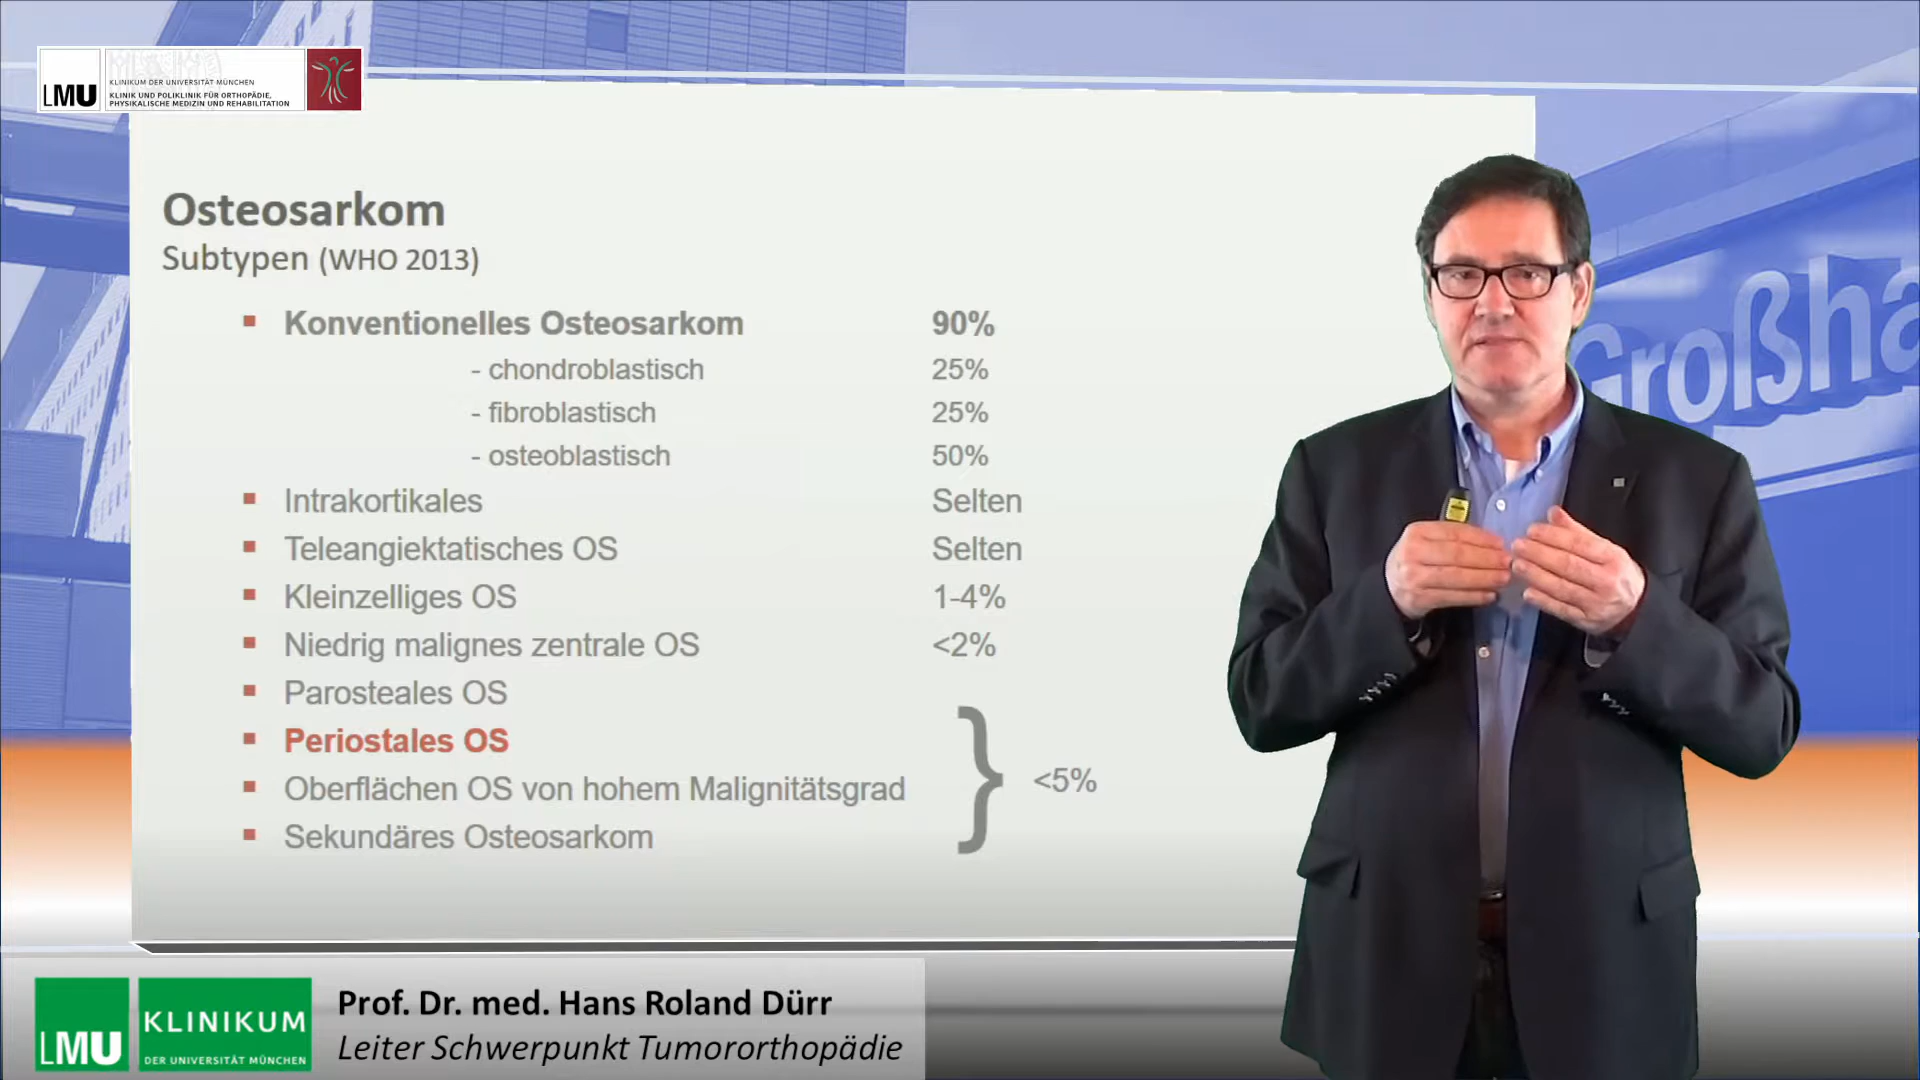 LMU
KLINIKUM DER UNIVERSITÄT MÜNCHEN
KLINIK UND POLIKLINIK FÜR ORTHOPÄDIE,
PHYSIKALISCHE MEDIZIN UND REHABILITATION
Großha
Osteosarkom
Subtypen (WHO 2013)
Konventionelles Osteosarkom 90%
- chondroblastisch 25%
- fibroblastisch 25%
- osteoblastisch 50%
Intrakortikales Selten
Teleangiektatisches OS Selten
Kleinzelliges OS 1-4%
Niedrig malignes zentrale OS <2%
Parosteales OS
Periostales OS
Oberflächen OS von hohem Malignitätsgrad
Sekundäres Osteosarkom
} <5%
LMU KLINIKUM
DER UNIVERSITÄT MÜNCHEN
Prof. Dr. med. Hans Roland Dürr
Leiter Schwerpunkt Tumororthopädie